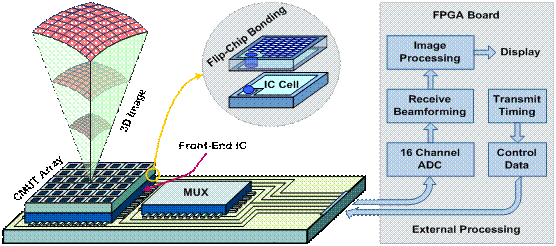 3D Image
CMUT Array
Flip-Chip Bonding
IC Cell
Front-End IC
MUX
FPGA Board
Image
Processing
Display
Receive
Beamforming
Transmit
Timing
16 Channel
ADC
Control
Data
External Processing